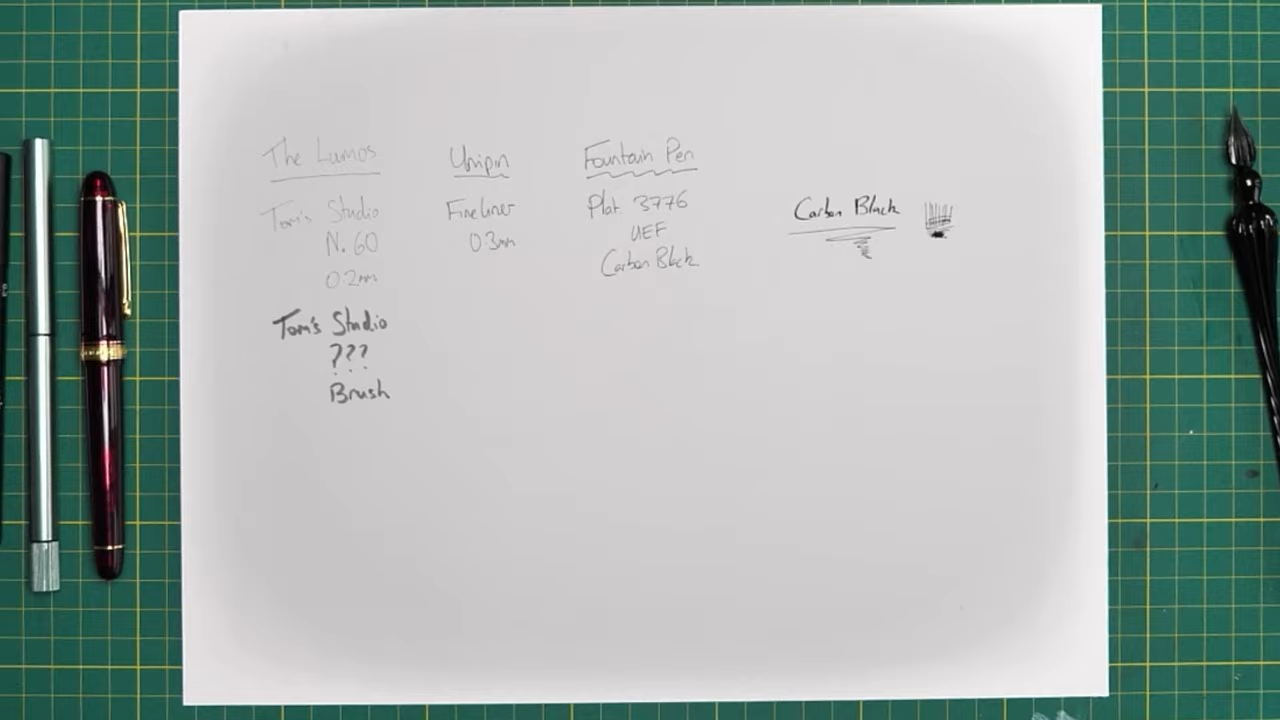 The Lumos
Tom's Studio
N. 60
0.2mm
Tom's Studio
???
Brush
Unipin
Fineliner
0.3mm
Fountain Pen
Plat. 3776
UEF
Carbon Black
Carbon Black